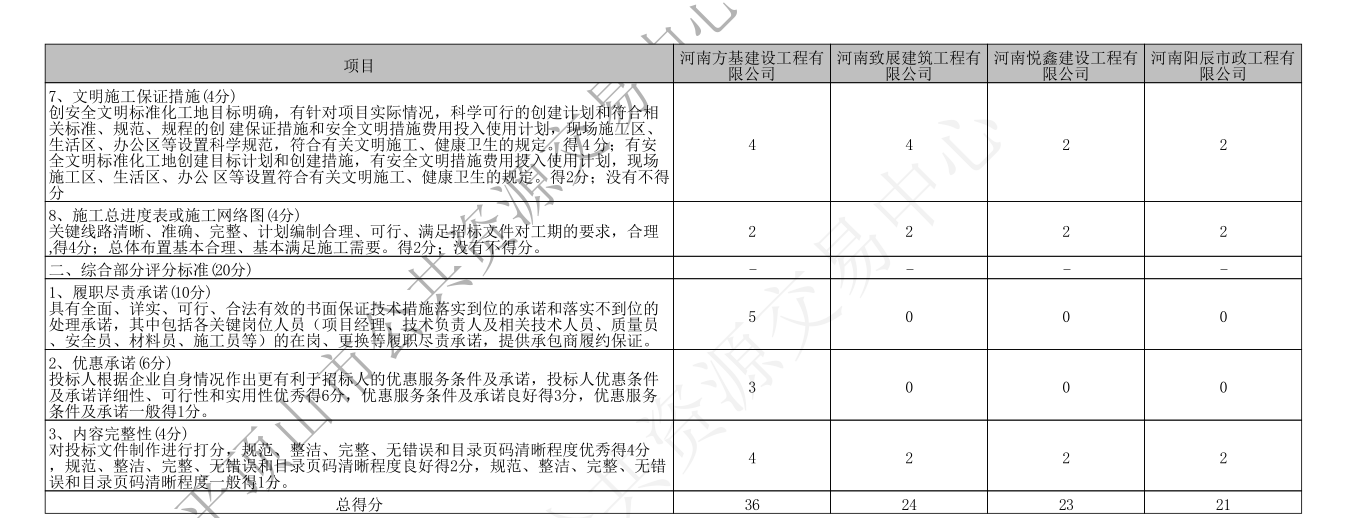 项目
河南方基建设工程有限公司
河南致展建筑工程有限公司
河南悦鑫建设工程有限公司
河南阳辰市政工程有限公司
7、文明施工保证措施(4分)
创安全文明标准化工地目标明确，有针对项目实际情况，科学可行的创建计划和符合相
关标准、规范、规程的创 建保证措施和安全文明措施费用投入使用计划，现场施工区、
生活区、办公区等设置科学规范，符合有关文明施工、健康卫生的规定。得4 分；有安
全文明标准化工地创建目标计划和创建措施，有安全文明措施费用投入使用计划，现场
施工区、生活区、办公 区等设置符合有关文明施工、健康卫生的规定。得2分；没有不得
分
4
4
2
2
8、施工总进度表或施工网络图(4分)
关键线路清晰、准确、完整、计划编制合理、可行、满足招标文件对工期的要求，合理
,得4分；总体布置基本合理、基本满足施工需要。得2分；没有不得分。
2
2
2
2
二、综合部分评分标准(20分)
–
–
–
–
1、履职尽责承诺(10分)
具有全面、详实、可行、合法有效的书面保证技术措施落实到位的承诺和落实不到位的
处理承诺，其中包括各关键岗位人员（项目经理、技术负责人及相关技术人员、质量员
、安全员、材料员、施工员等）的在岗、更换等履职尽责承诺，提供承包商履约保证。
5
0
0
0
2、优惠承诺(6分)
投标人根据企业自身情况作出更有利于招标人的优惠服务条件及承诺，投标人优惠条件
及承诺详细性、可行性和实用性优秀得6分，优惠服务条件及承诺良好得3分，优惠服务
条件及承诺一般得1分。
3
0
0
0
3、内容完整性(4分)
对投标文件制作进行打分，规范、整洁、完整、无错误和目录页码清晰程度优秀得4分
，规范、整洁、完整、无错误和目录页码清晰程度良好得2分，规范、整洁、完整、无错
误和目录页码清晰程度一般得1分。
4
2
2
2
总得分
36
24
23
21
平顶山市公共资源交易中心
公共资源交易中心